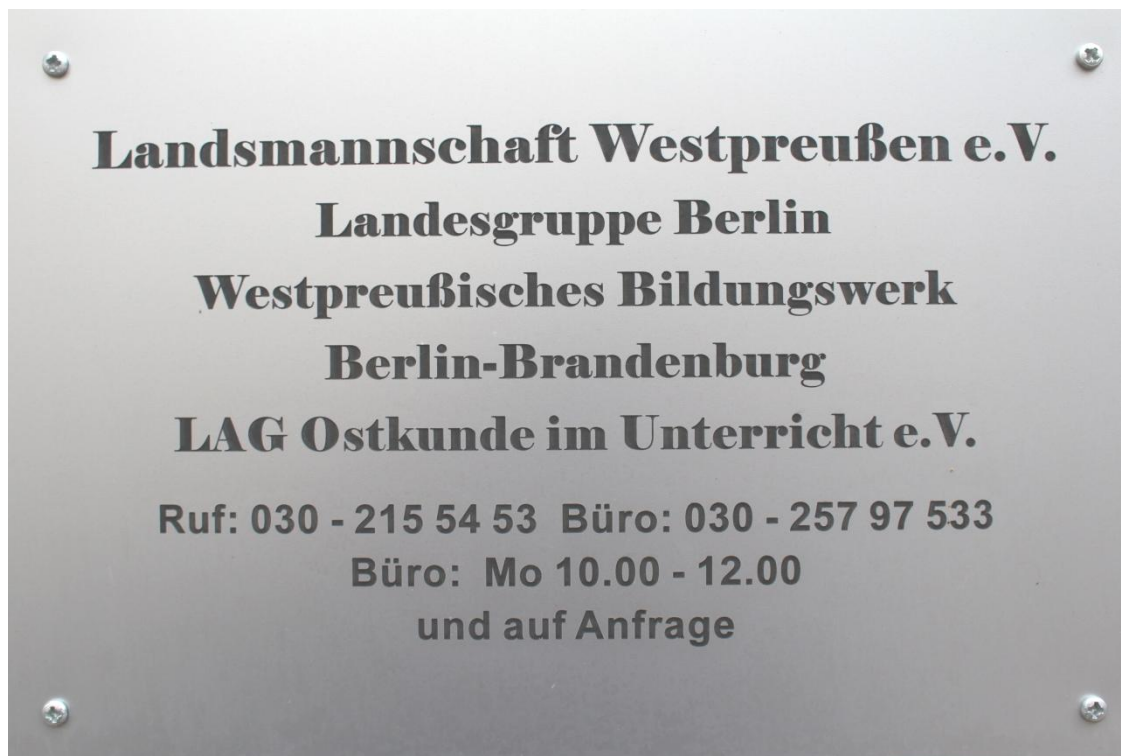 Landsmannschaft Westpreußen e.V.
Landesgruppe Berlin
Westpreußisches Bildungswerk
Berlin-Brandenburg
LAG Ostkunde im Unterricht e.V.
Ruf: 030 - 215 54 53  Büro: 030 - 257 97 533
Büro:  Mo 10.00 - 12.00
und auf Anfrage